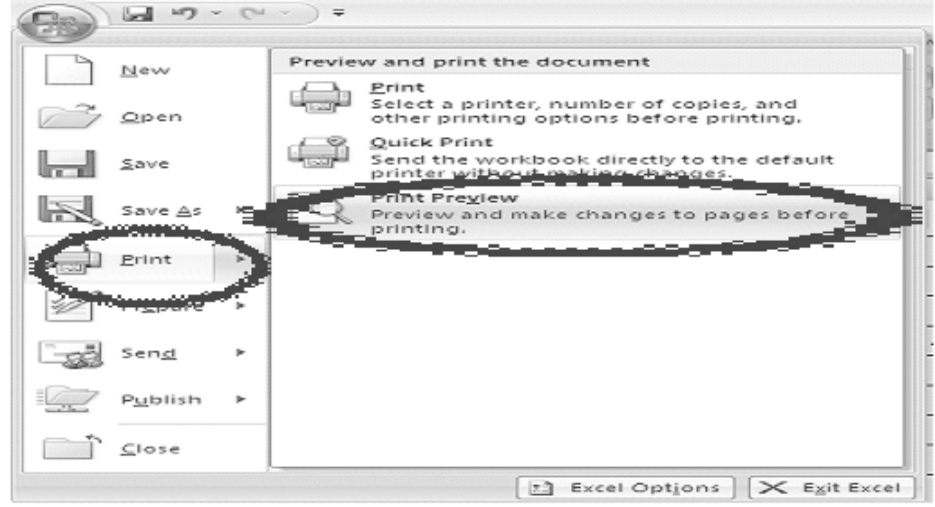 New
Open
Save
Save As
Print
Prepare
Send
Publish
Close
Preview and print the document
Print
Select a printer, number of copies, and
other printing options before printing.
Quick Print
Send the workbook directly to the default
printer without making changes.
Print Preview
Preview and make changes to pages before
printing.
Excel Options
Exit Excel